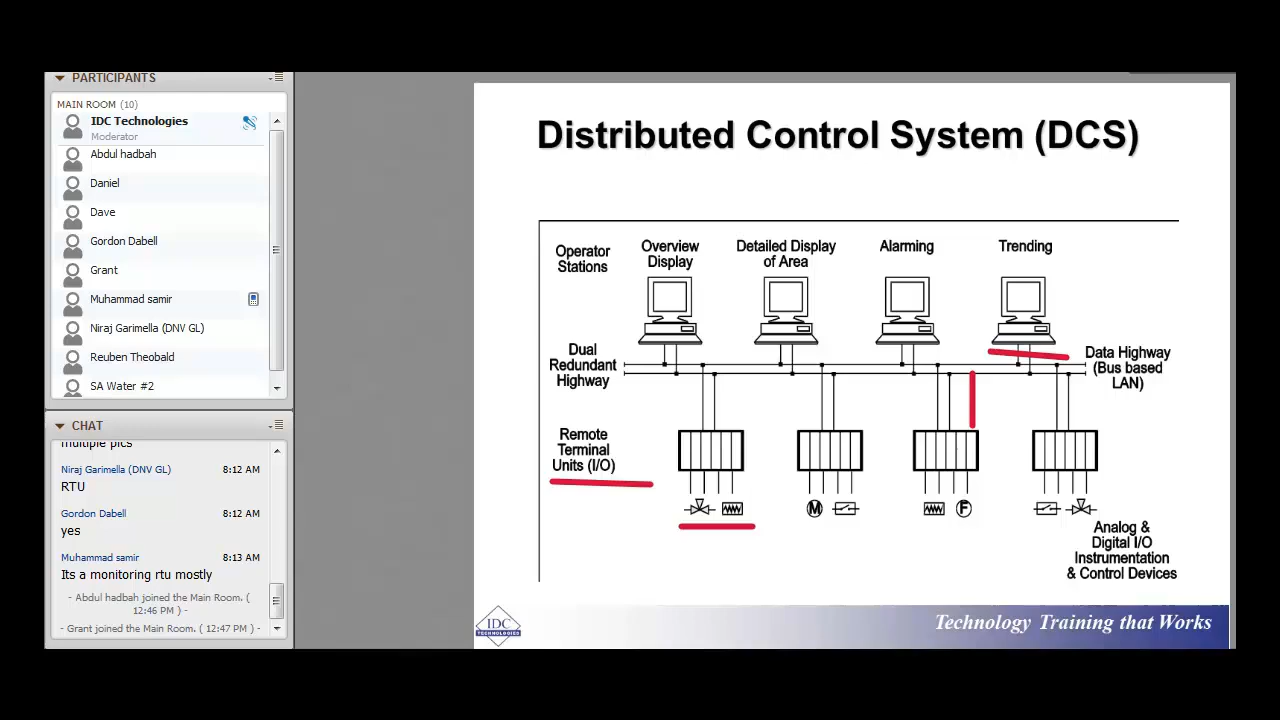 PARTICIPANTS
MAIN ROOM (10)
IDC Technologies
Moderator
Abdul hadbah
Daniel
Dave
Gordon Dabell
Grant
Muhammad samir
Niraj Garimella (DNV GL)
Reuben Theobald
SA Water #2
CHAT
multiple pics
Niraj Garimella (DNV GL) 8:12 AM
RTU
Gordon Dabell 8:12 AM
yes
Muhammad samir 8:13 AM
Its a monitoring rtu mostly
- Abdul hadbah joined the Main Room. (
12:46 PM ) -
- Grant joined the Main Room. ( 12:47 PM ) -
Distributed Control System (DCS)
Operator
Stations
Overview
Display
Detailed Display
of Area
Alarming
Trending
Dual
Redundant
Highway
Data Highway
(Bus based
LAN)
Remote
Terminal
Units (I/O)
M
F
Analog &
Digital I/O
Instrumentation
& Control Devices
IDC
TECHNOLOGIES
Technology Training that Works